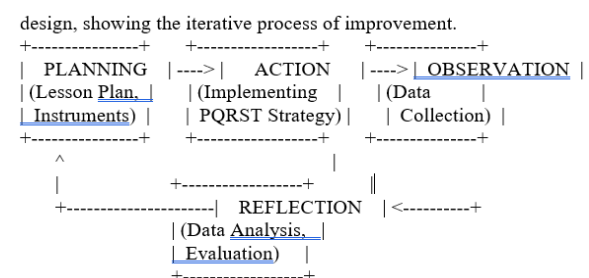 design, showing the iterative process of improvement.
+----------------+ +-----------------+ +---------------+
| PLANNING |---->| ACTION |---->| OBSERVATION |
| (Lesson Plan, | | (Implementing | | (Data |
| Instruments) | | PQRST Strategy) | | Collection) |
+----------------+ +-----------------+ +---------------+
^ |
| +-----------------+ ||
+--------------------| REFLECTION |<----------+
| (Data Analysis, |
| Evaluation) |
+-----------------+